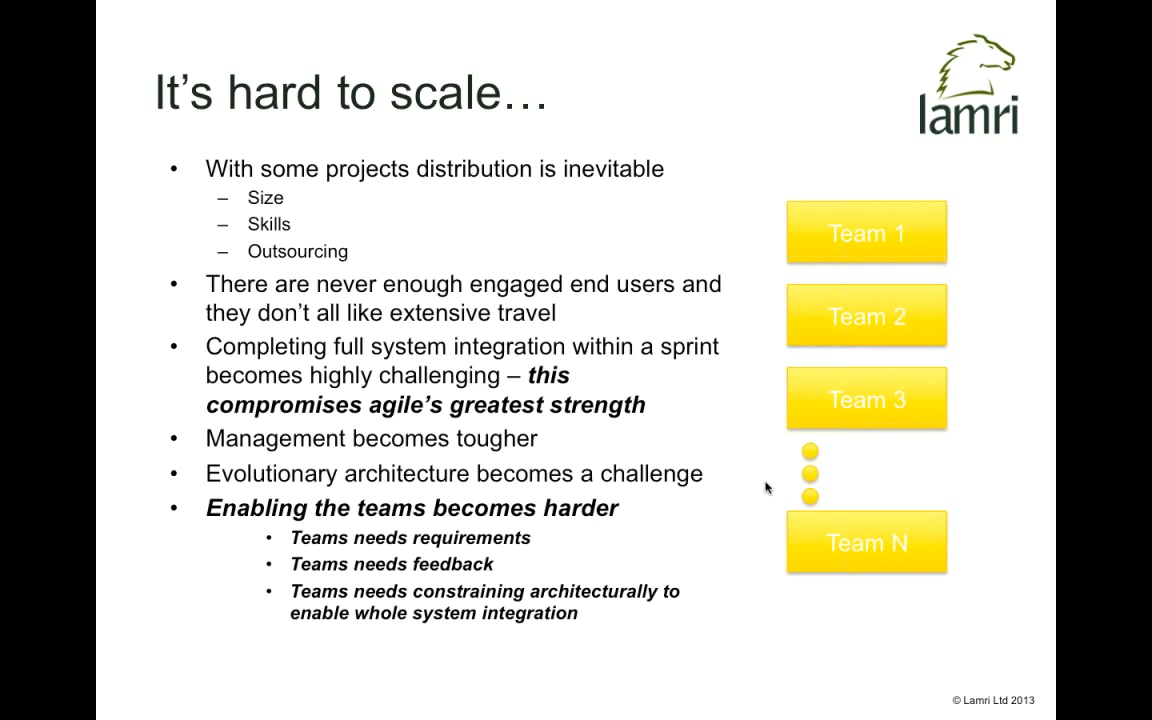 It's hard to scale…
lamri
• With some projects distribution is inevitable
– Size
– Skills
– Outsourcing
• There are never enough engaged end users and
they don't all like extensive travel
• Completing full system integration within a sprint
becomes highly challenging – this
compromises agile's greatest strength
• Management becomes tougher
• Evolutionary architecture becomes a challenge
• Enabling the teams becomes harder
• Teams needs requirements
• Teams needs feedback
• Teams needs constraining architecturally to
enable whole system integration
Team 1
Team 2
Team 3
Team N
© Lamri Ltd 2013